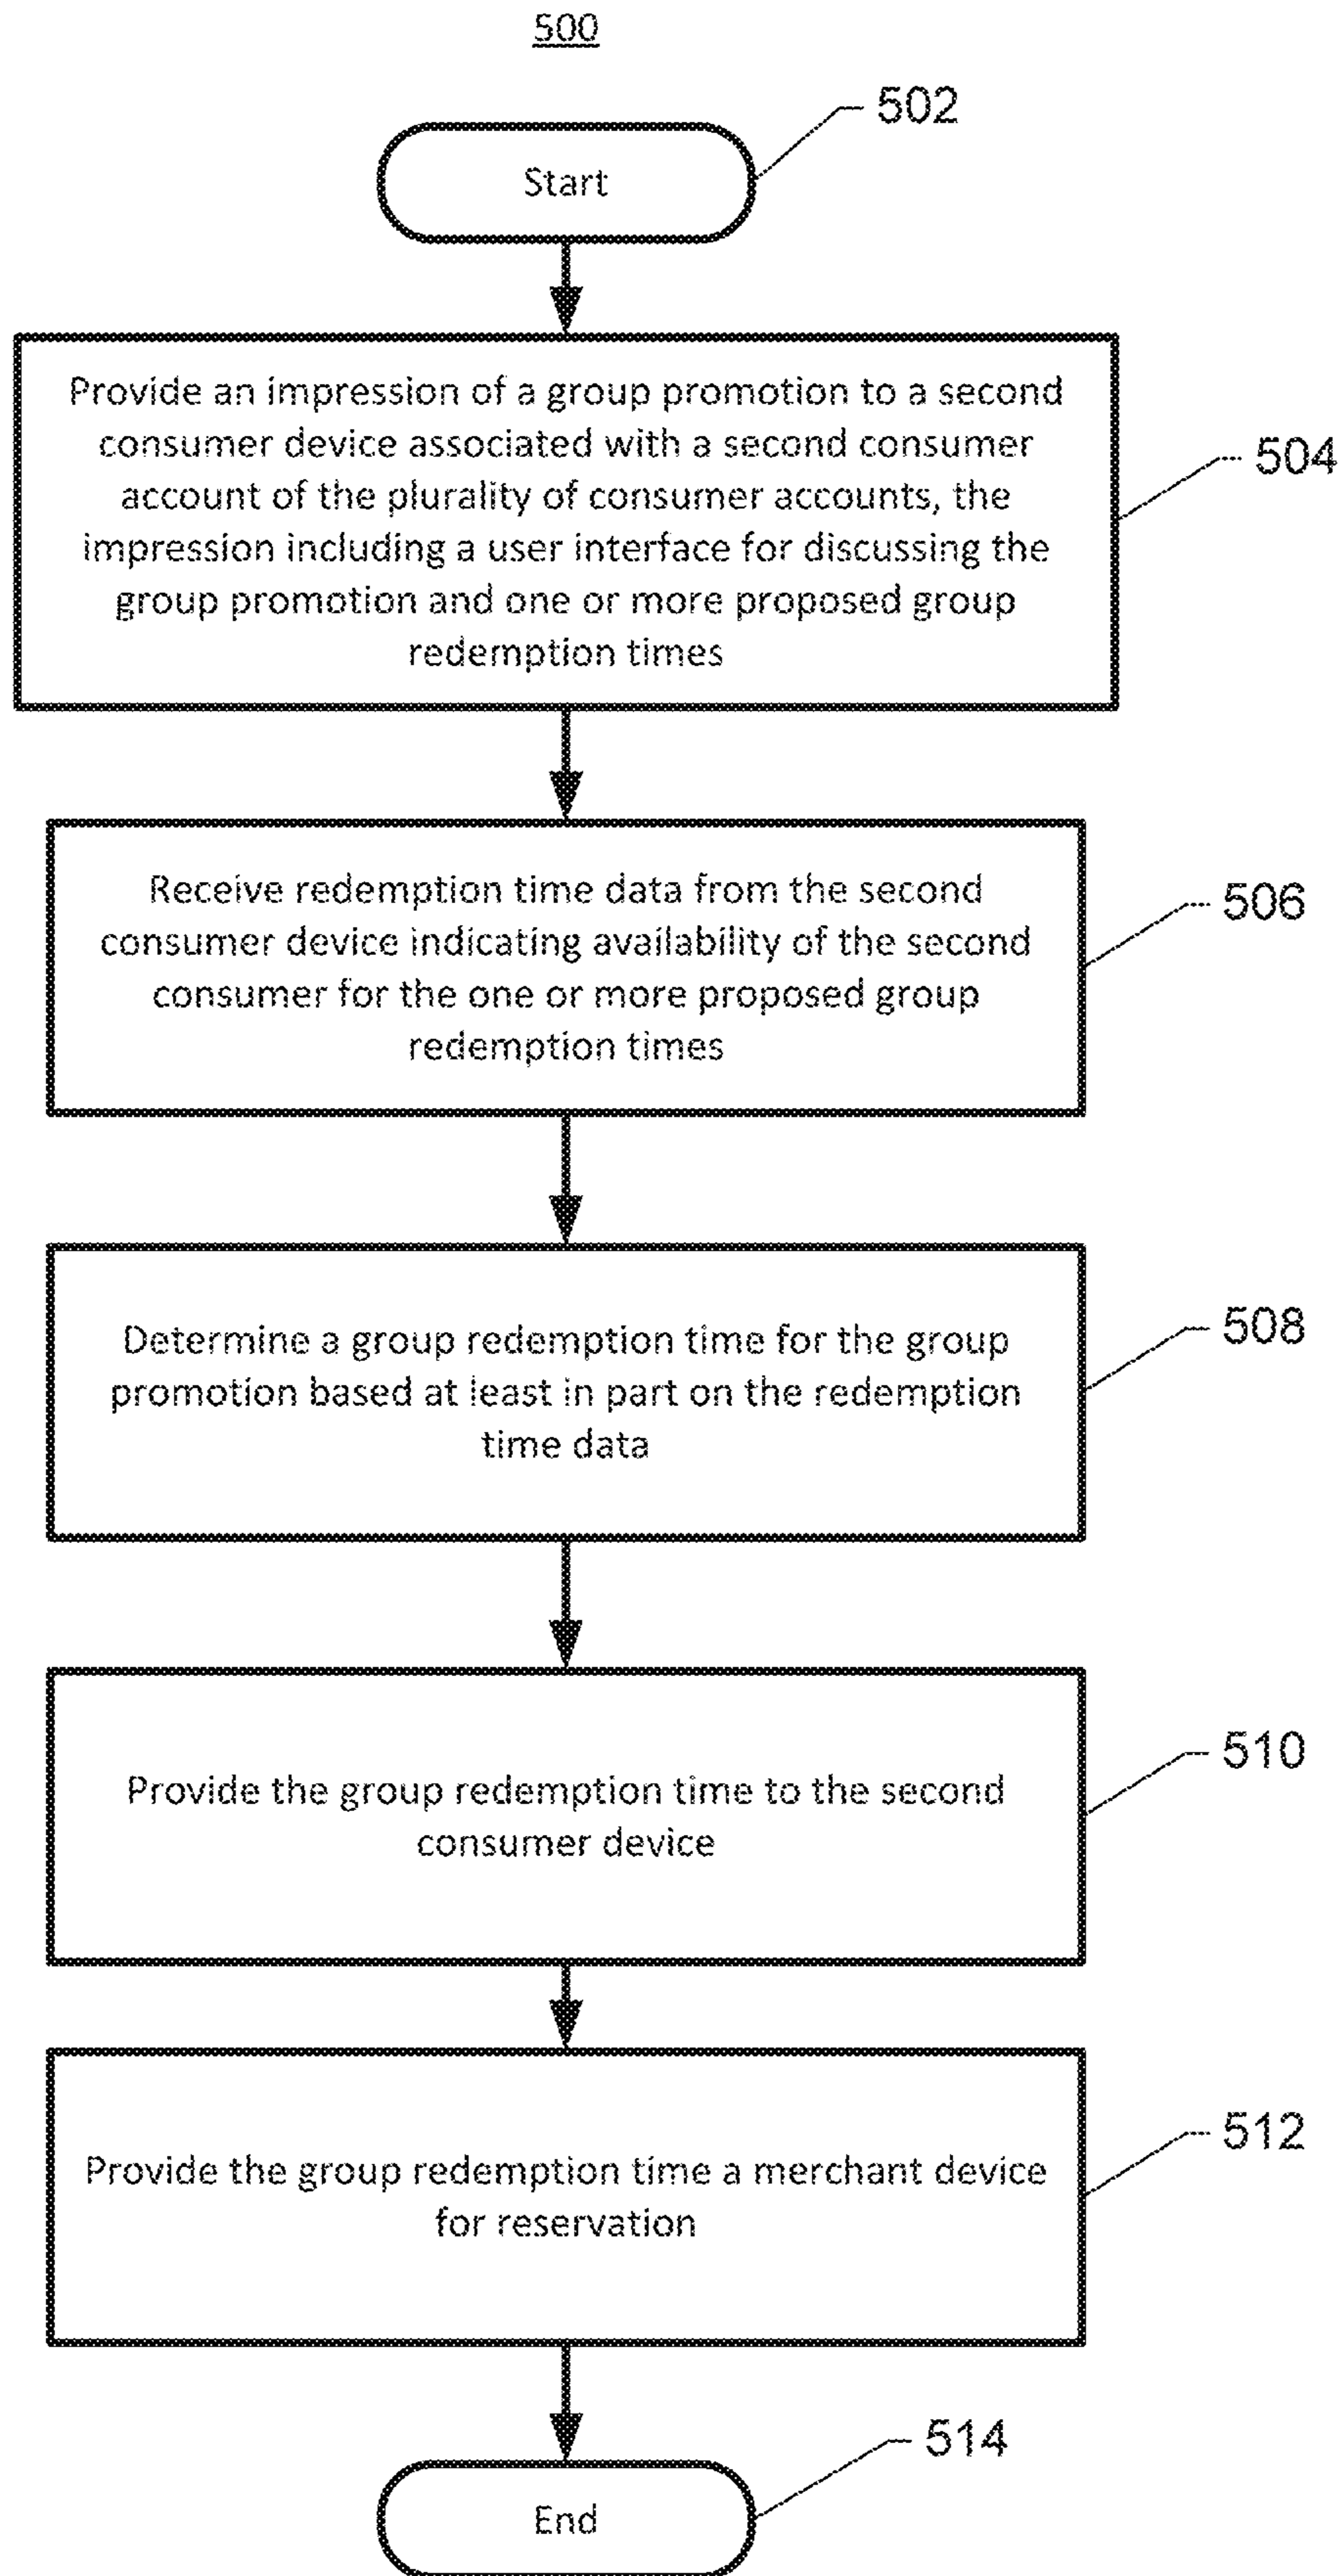 500
502
Start
Provide an impression of a group promotion to a second
consumer device associated with a second consumer
account of the plurality of consumer accounts, the
impression including a user interface for discussing the
group promotion and one or more proposed group
redemption times
504
Receive redemption time data from the second
consumer device indicating availability of the second
consumer for the one or more proposed group
redemption times
506
Determine a group redemption time for the group
promotion based at least in part on the redemption
time data
508
Provide the group redemption time to the second
consumer device
510
Provide the group redemption time a merchant device
for reservation
512
514
End